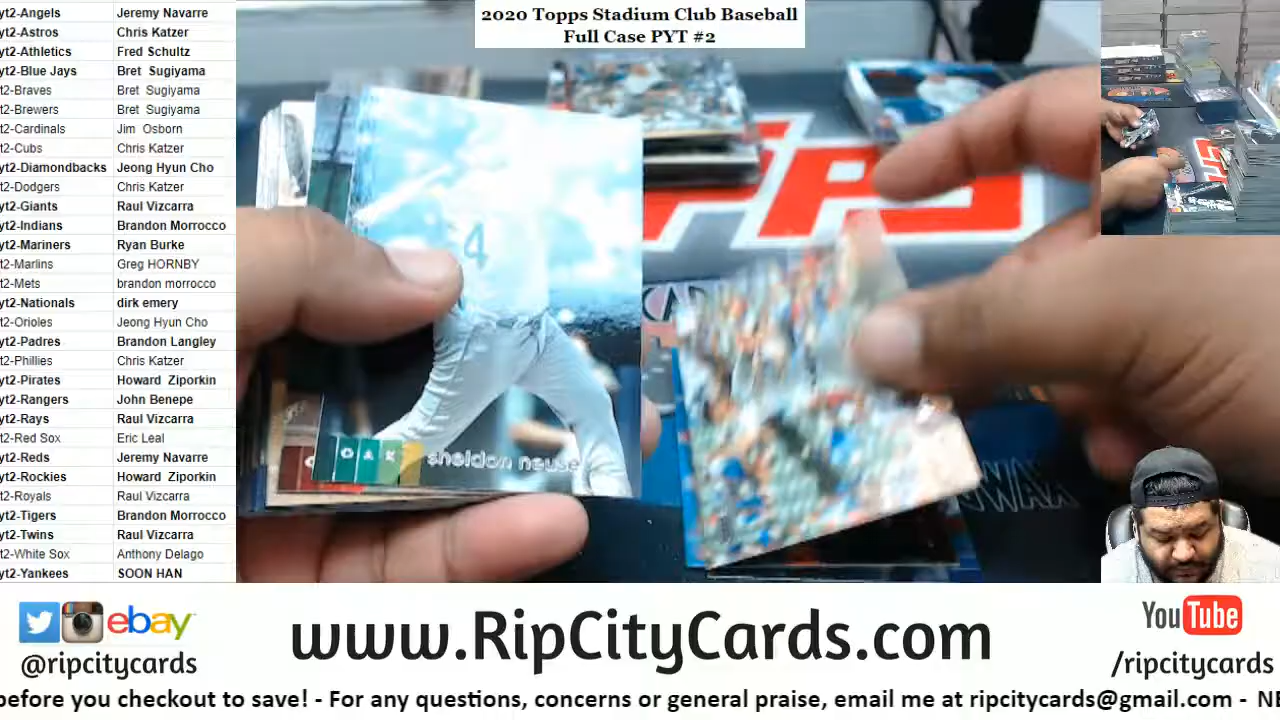 2020 Topps Stadium Club Baseball
Full Case PYT #2
yt2-Angels Jeremy Navarre
yt2-Astros Chris Katzer
yt2-Athletics Fred Schultz
yt2-Blue Jays Bret Sugiyama
t2-Braves Bret Sugiyama
t2-Brewers Bret Sugiyama
t2-Cardinals Jim Osborn
t2-Cubs Chris Katzer
yt2-Diamondbacks Jeong Hyun Cho
t2-Dodgers Chris Katzer
yt2-Giants Raul Vizcarra
yt2-Indians Brandon Morrocco
yt2-Mariners Ryan Burke
t2-Marlins Greg HORNBY
t2-Mets brandon morrocco
yt2-Nationals dirk emery
t2-Orioles Jeong Hyun Cho
yt2-Padres Brandon Langley
t2-Phillies Chris Katzer
yt2-Pirates Howard Ziporkin
yt2-Rangers John Benepe
yt2-Rays Raul Vizcarra
t2-Red Sox Eric Leal
yt2-Reds Jeremy Navarre
yt2-Rockies Howard Ziporkin
t2-Royals Raul Vizcarra
yt2-Tigers Brandon Morrocco
yt2-Twins Raul Vizcarra
t2-White Sox Anthony Delago
yt2-Yankees SOON HAN
4
OAK sheldon neuse
WAX
ebay
@ripcitycards
www.RipCityCards.com
YouTube
/ripcitycards
before you checkout to save! - For any questions, concerns or general praise, email me at ripcitycards@gmail.com - NE